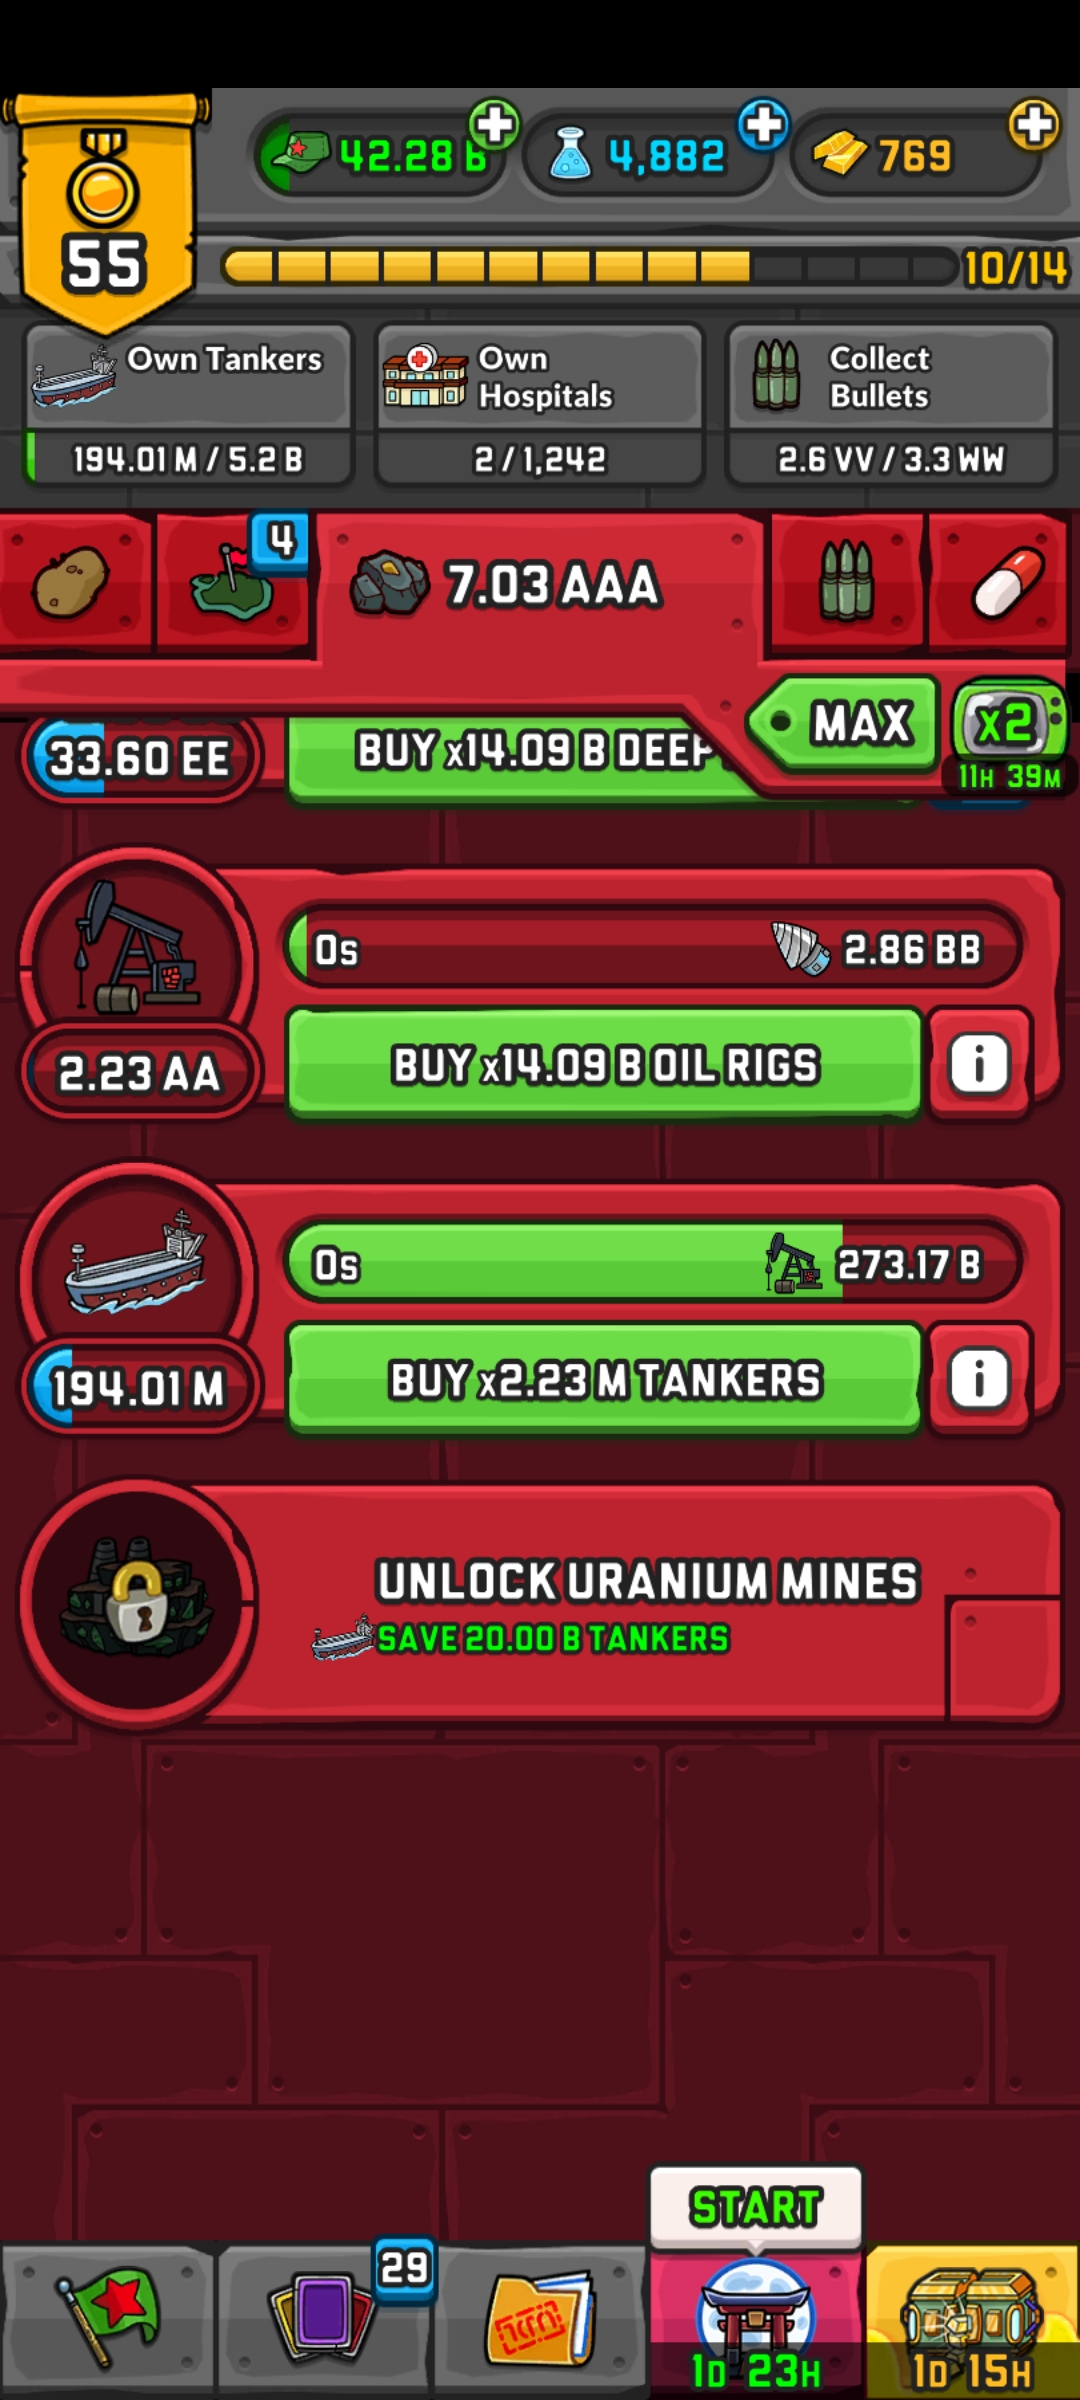 42.28 B
4,882
769
55
10/14
Own Tankers
194.01 M / 5.2 B
Own
Hospitals
2 / 1,242
Collect
Bullets
2.6 VV / 3.3 WW
4
7.03 AAA
MAX
x2
11H 39M
33.60 EE
BUY x14.09 B DEEP
0s
2.86 BB
2.23 AA
BUY x14.09 B OIL RIGS
i
0s
273.17 B
194.01 M
BUY x2.23 M TANKERS
i
UNLOCK URANIUM MINES
SAVE 20.00 B TANKERS
START
29
1D 23H
1D 15H